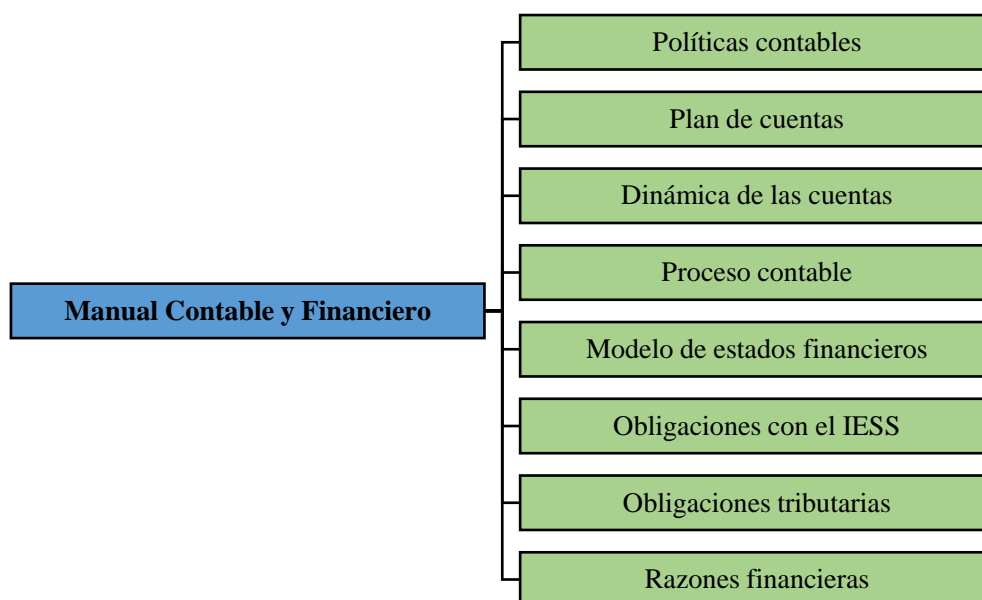 Políticas contables
Plan de cuentas
Dinámica de las cuentas
Proceso contable
Manual Contable y Financiero
Modelo de estados financieros
Obligaciones con el IESS
Obligaciones tributarias
Razones financieras